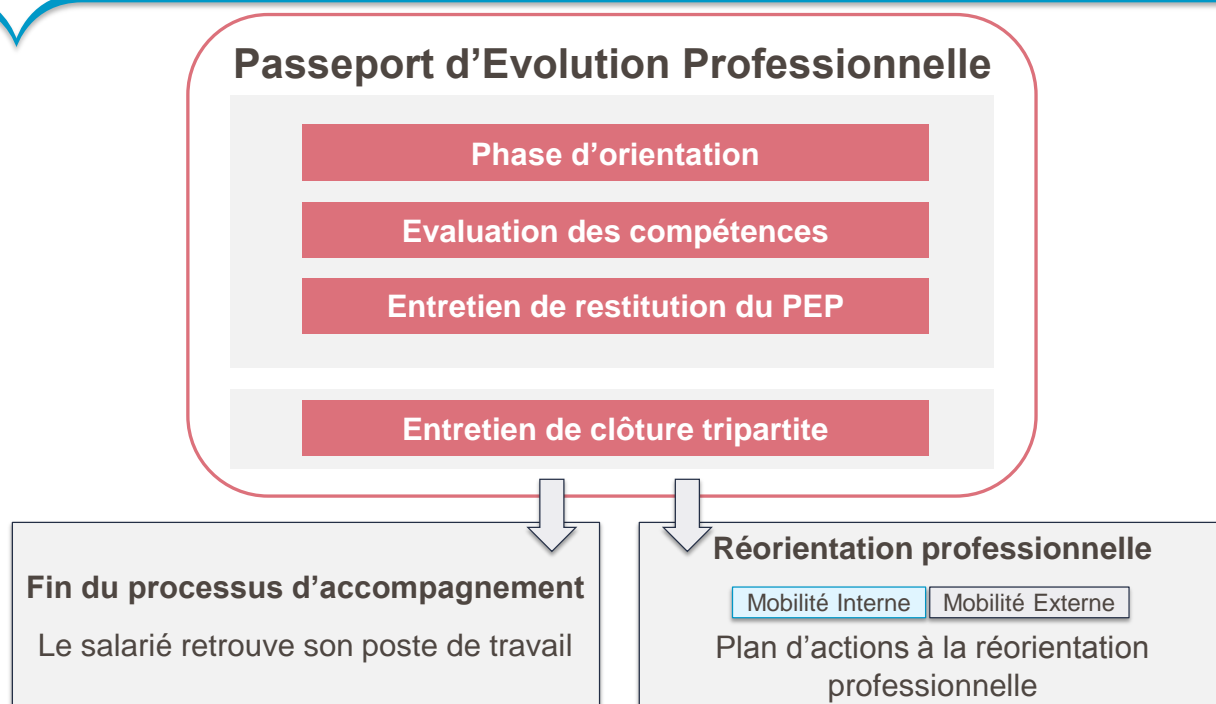 Passeport d’Evolution Professionnelle
Phase d’orientation
Evaluation des compétences
Entretien de restitution du PEP
Entretien de clôture tripartite
Fin du processus d’accompagnement
Le salarié retrouve son poste de travail
Réorientation professionnelle
Mobilité Interne
Mobilité Externe
Plan d’actions à la réorientation
professionnelle